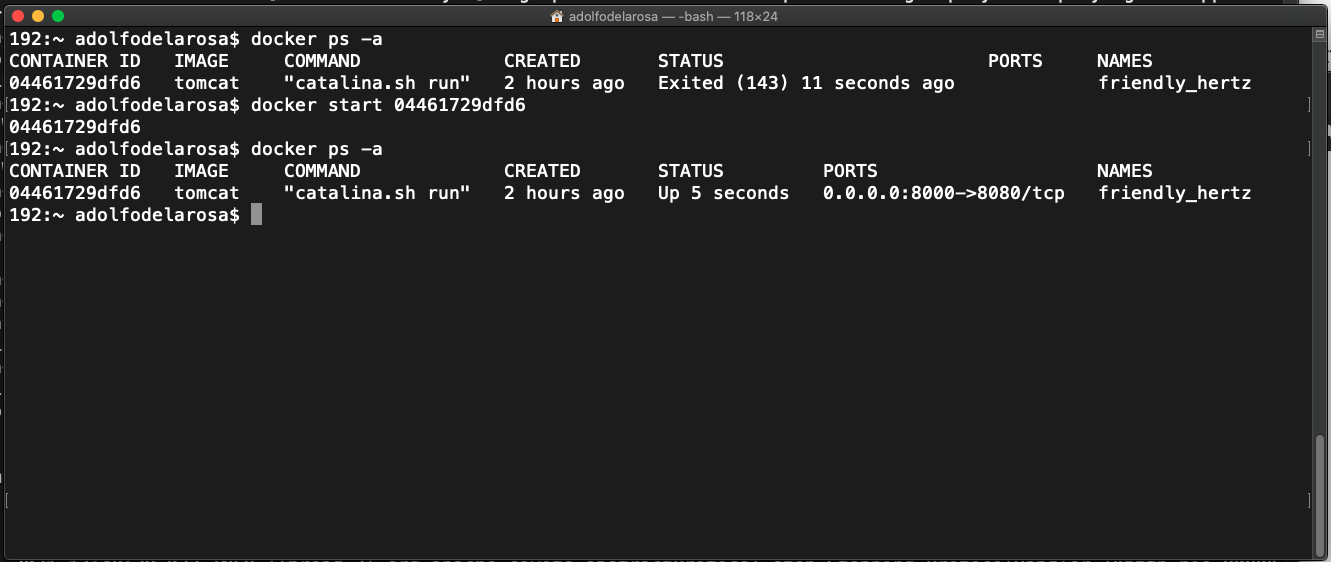 adolfodelarosa — -bash — 118×24
192:~ adolfodelarosa$ docker ps -a
CONTAINER ID   IMAGE     COMMAND             CREATED       STATUS                        PORTS     NAMES
04461729dfd6   tomcat    "catalina.sh run"   2 hours ago   Exited (143) 11 seconds ago             friendly_hertz
[192:~ adolfodelarosa$ docker start 04461729dfd6 ]
04461729dfd6
[192:~ adolfodelarosa$ docker ps -a ]
CONTAINER ID   IMAGE     COMMAND             CREATED       STATUS         PORTS                    NAMES
04461729dfd6   tomcat    "catalina.sh run"   2 hours ago   Up 5 seconds   0.0.0.0:8000->8080/tcp   friendly_hertz
192:~ adolfodelarosa$